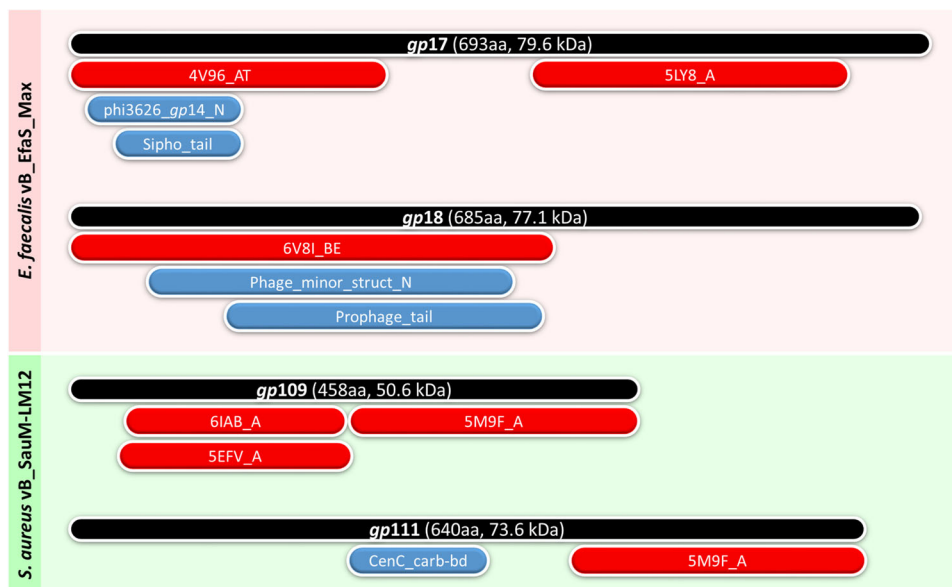 E. faecalis vB_EfaS_Max
gp17 (693aa, 79.6 kDa)
4V96_AT
5LY8_A
phi3626_gp14_N
Sipho_tail
gp18 (685aa, 77.1 kDa)
6V8I_BE
Phage_minor_struct_N
Prophage_tail
S. aureus vB_SauM-LM12
gp109 (458aa, 50.6 kDa)
6IAB_A
5M9F_A
5EFV_A
gp111 (640aa, 73.6 kDa)
CenC_carb-bd
5M9F_A